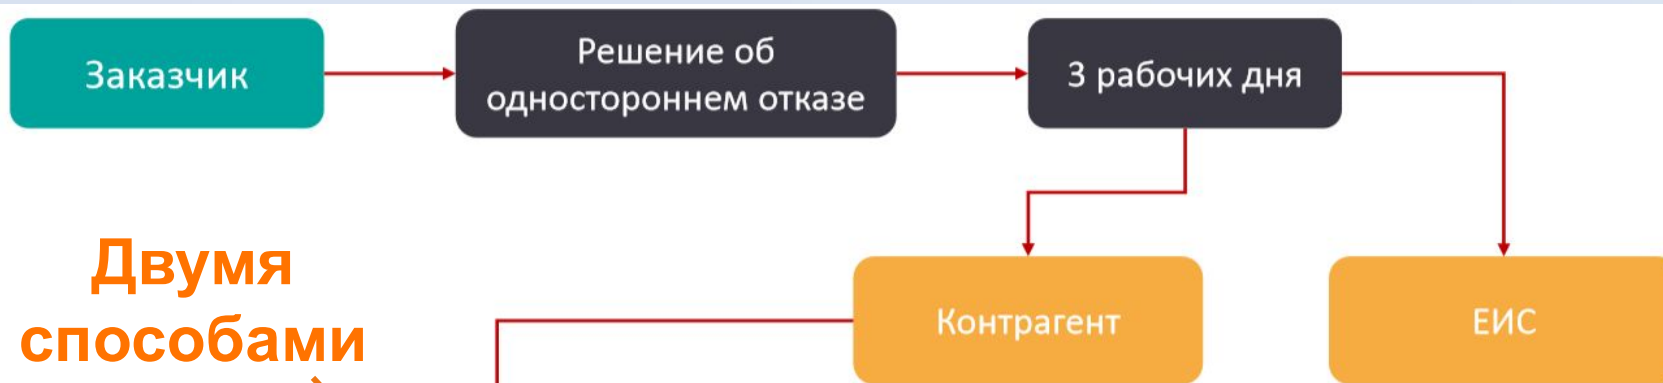 Заказчик
Решение об
одностороннем отказе
3 рабочих дня
Двумя
способами
Контрагент
ЕИС